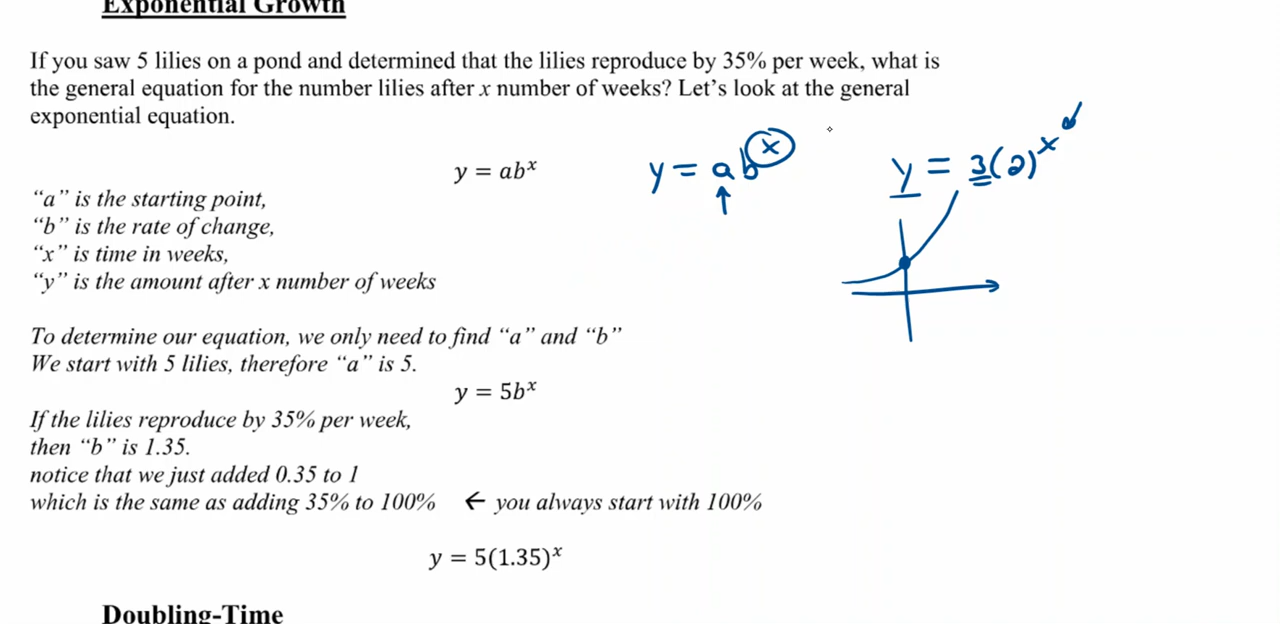 Exponential Growth
If you saw 5 lilies on a pond and determined that the lilies reproduce by 35% per week, what is
the general equation for the number lilies after x number of weeks? Let's look at the general
exponential equation.
y = abˣ
y = abˣ
y = 3(2)ˣ
"a" is the starting point,
"b" is the rate of change,
"x" is time in weeks,
"y" is the amount after x number of weeks
To determine our equation, we only need to find "a" and "b"
We start with 5 lilies, therefore "a" is 5.
y = 5bˣ
If the lilies reproduce by 35% per week,
then "b" is 1.35.
notice that we just added 0.35 to 1
which is the same as adding 35% to 100% ← you always start with 100%
y = 5(1.35)ˣ
Doubling-Time